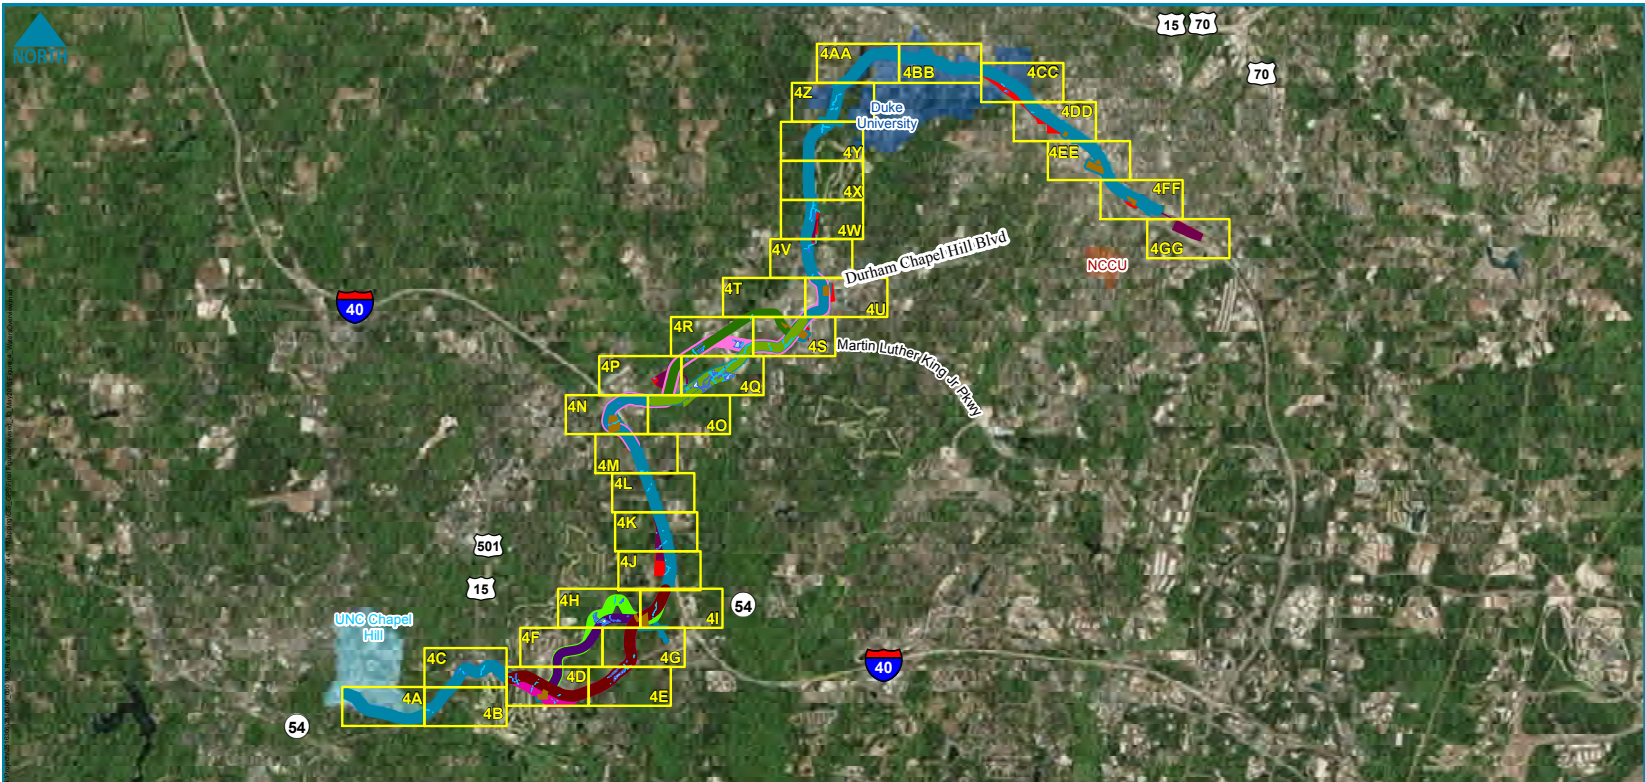 NORTH
15
70
70
4AA
4BB
4CC
4Z
4DD
Duke
University
4Y
4EE
4X
4FF
4W
4V
4GG
Durham Chapel Hill Blvd
NCCU
4T
4U
40
4R
4S
Martin Luther King Jr Pkwy
4P
4Q
4N
4O
4M
4L
4K
501
4J
15
4H
4I
54
UNC Chapel
Hill
4F
4G
4C
40
4D
4E
4A
4B
54